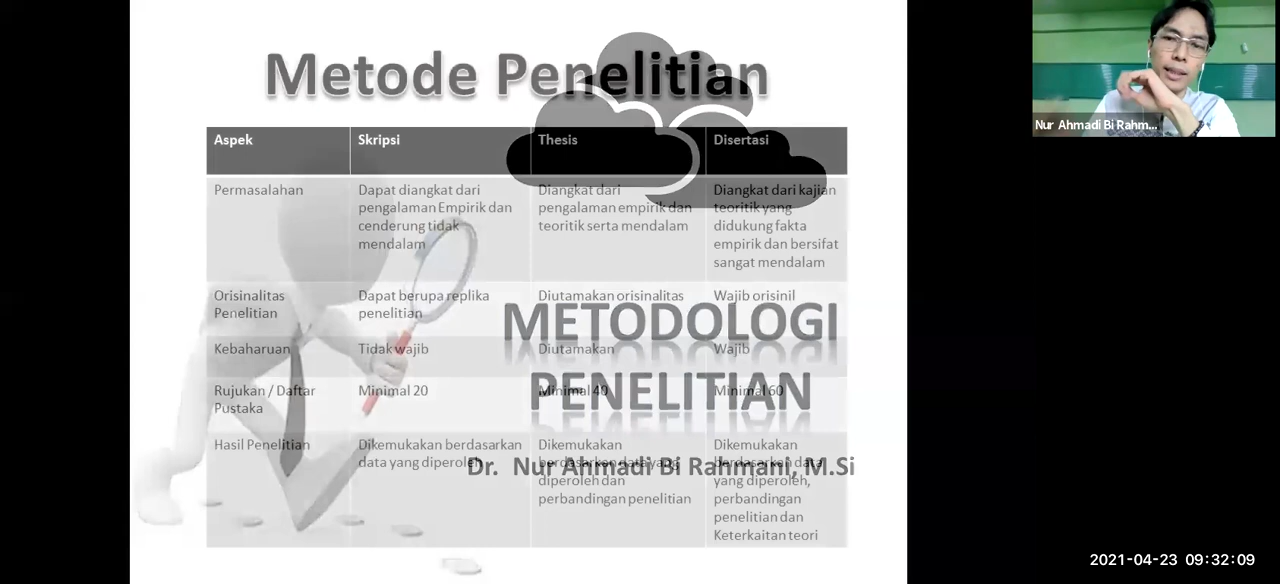 Metode Penelitian
Aspek
Skripsi
Thesis
Disertasi
Permasalahan
Dapat diangkat dari
pengalaman Empirik dan
cenderung tidak
mendalam
Diangkat dari
pengalaman empirik dan
teoritik serta mendalam
Diangkat dari kajian
teoritik yang
didukung fakta
empirik dan bersifat
sangat mendalam
Orisinalitas
Penelitian
Dapat berupa replika
penelitian
Diutamakan orisinalitas
Wajib orisinil
Kebaharuan
Tidak wajib
Diutamakan
Wajib
Rujukan / Daftar
Pustaka
Minimal 20
Minimal 40
Minimal 60
Hasil Penelitian
Dikemukakan berdasarkan
data yang diperoleh
Dikemukakan
berdasarkan data yang
diperoleh dan
perbandingan penelitian
Dikemukakan
berdasarkan data
yang diperoleh,
perbandingan
penelitian dan
Keterkaitan teori
METODOLOGI
PENELITIAN
Dr. Nur Ahmadi Bi Rahmani, M.Si
Nur Ahmadi Bi Rahm...
2021-04-23 09:32:09